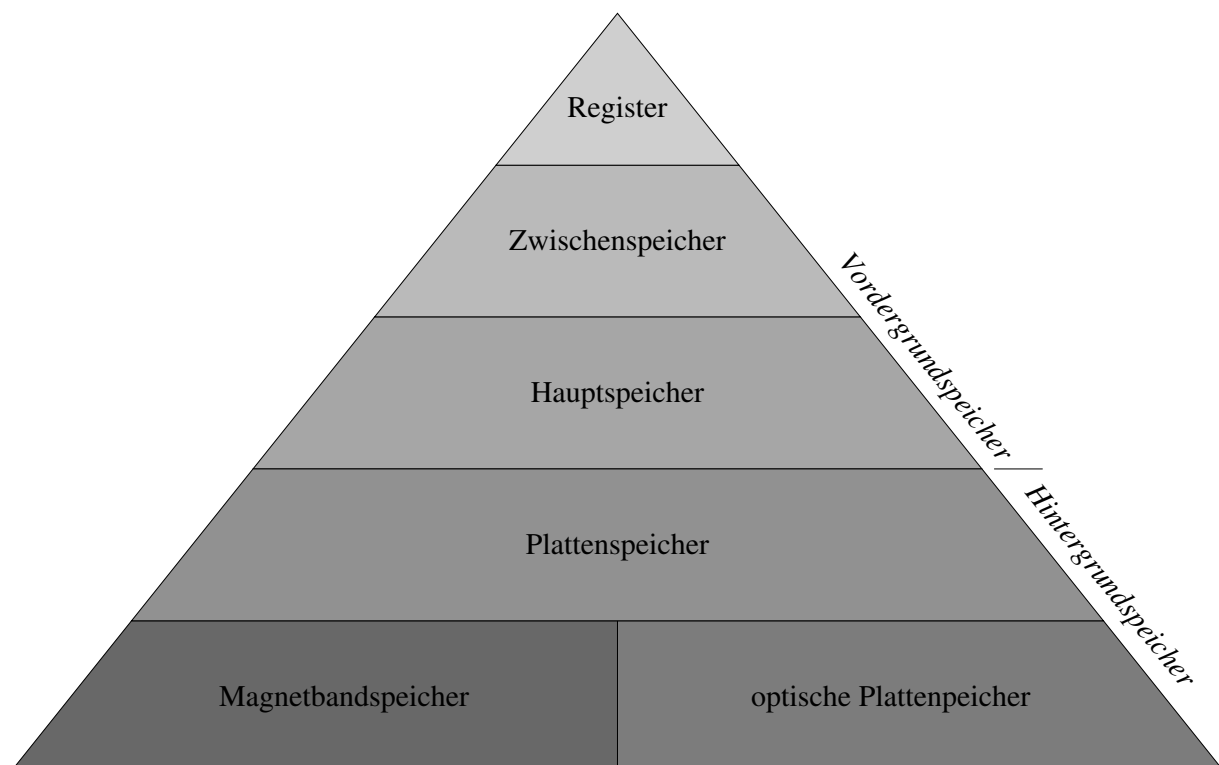 Register
Zwischenspeicher
Vordergrundspeicher
Hauptspeicher
Hintergrundspeicher
Plattenspeicher
Magnetbandspeicher
optische Plattenpeicher